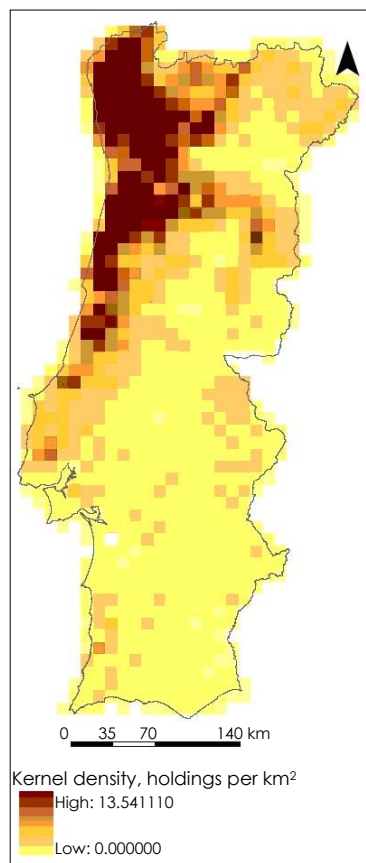 0 35 70 140 km
Kernel density, holdings per km²
High: 13.541110
Low: 0.000000